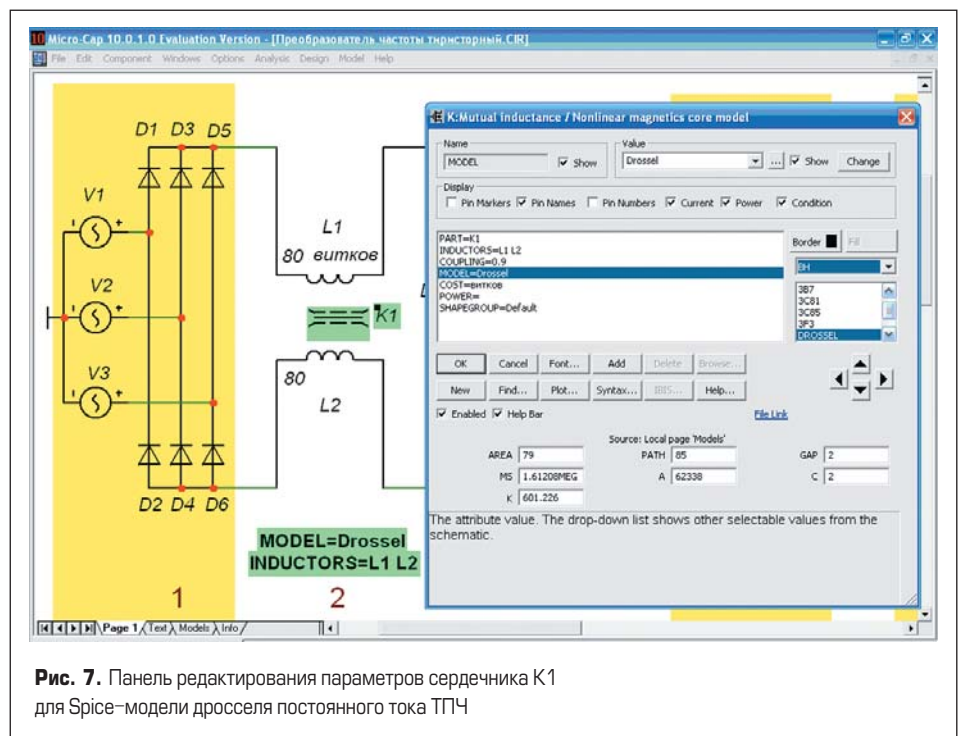 Micro-Cap 10.0.1.0 Evaluation Version - [Преобразователь частоты тиристорный.CIR]
File Edit Component Windows Options Analysis Design Model Help
D1 D3 D5
V1
V2
V3
D2 D4 D6
1
L1
80 витков
K1
80
L2
MODEL=Drossel
INDUCTORS=L1 L2
2
K:Mutual inductance / Nonlinear magnetics core model
Name
MODEL
Show
Value
Drossel
...
Show
Change
Display
Pin Markers Pin Names Pin Numbers Current Power Condition
PART=K1
INDUCTORS=L1 L2
COUPLING=0.9
MODEL=Drossel
COST=витков
POWER=
SHAPEGROUP=Default
Border
Fill
BH
3B7
3C81
3C85
3F3
DROSSEL
OK Cancel Font... Add Delete Browse...
New Find... Plot... Syntax... IBIS... Help...
Enabled Help Bar
File Link
Source: Local page 'Models'
AREA 79 PATH 85 GAP 2
MS 1.61208MEG A 62338 C 2
K 601.226
The attribute value. The drop-down list shows other selectable values from the
schematic.
Page 1 Text Models Info
Рис. 7. Панель редактирования параметров сердечника К1
для Spice-модели дросселя постоянного тока ТПЧ